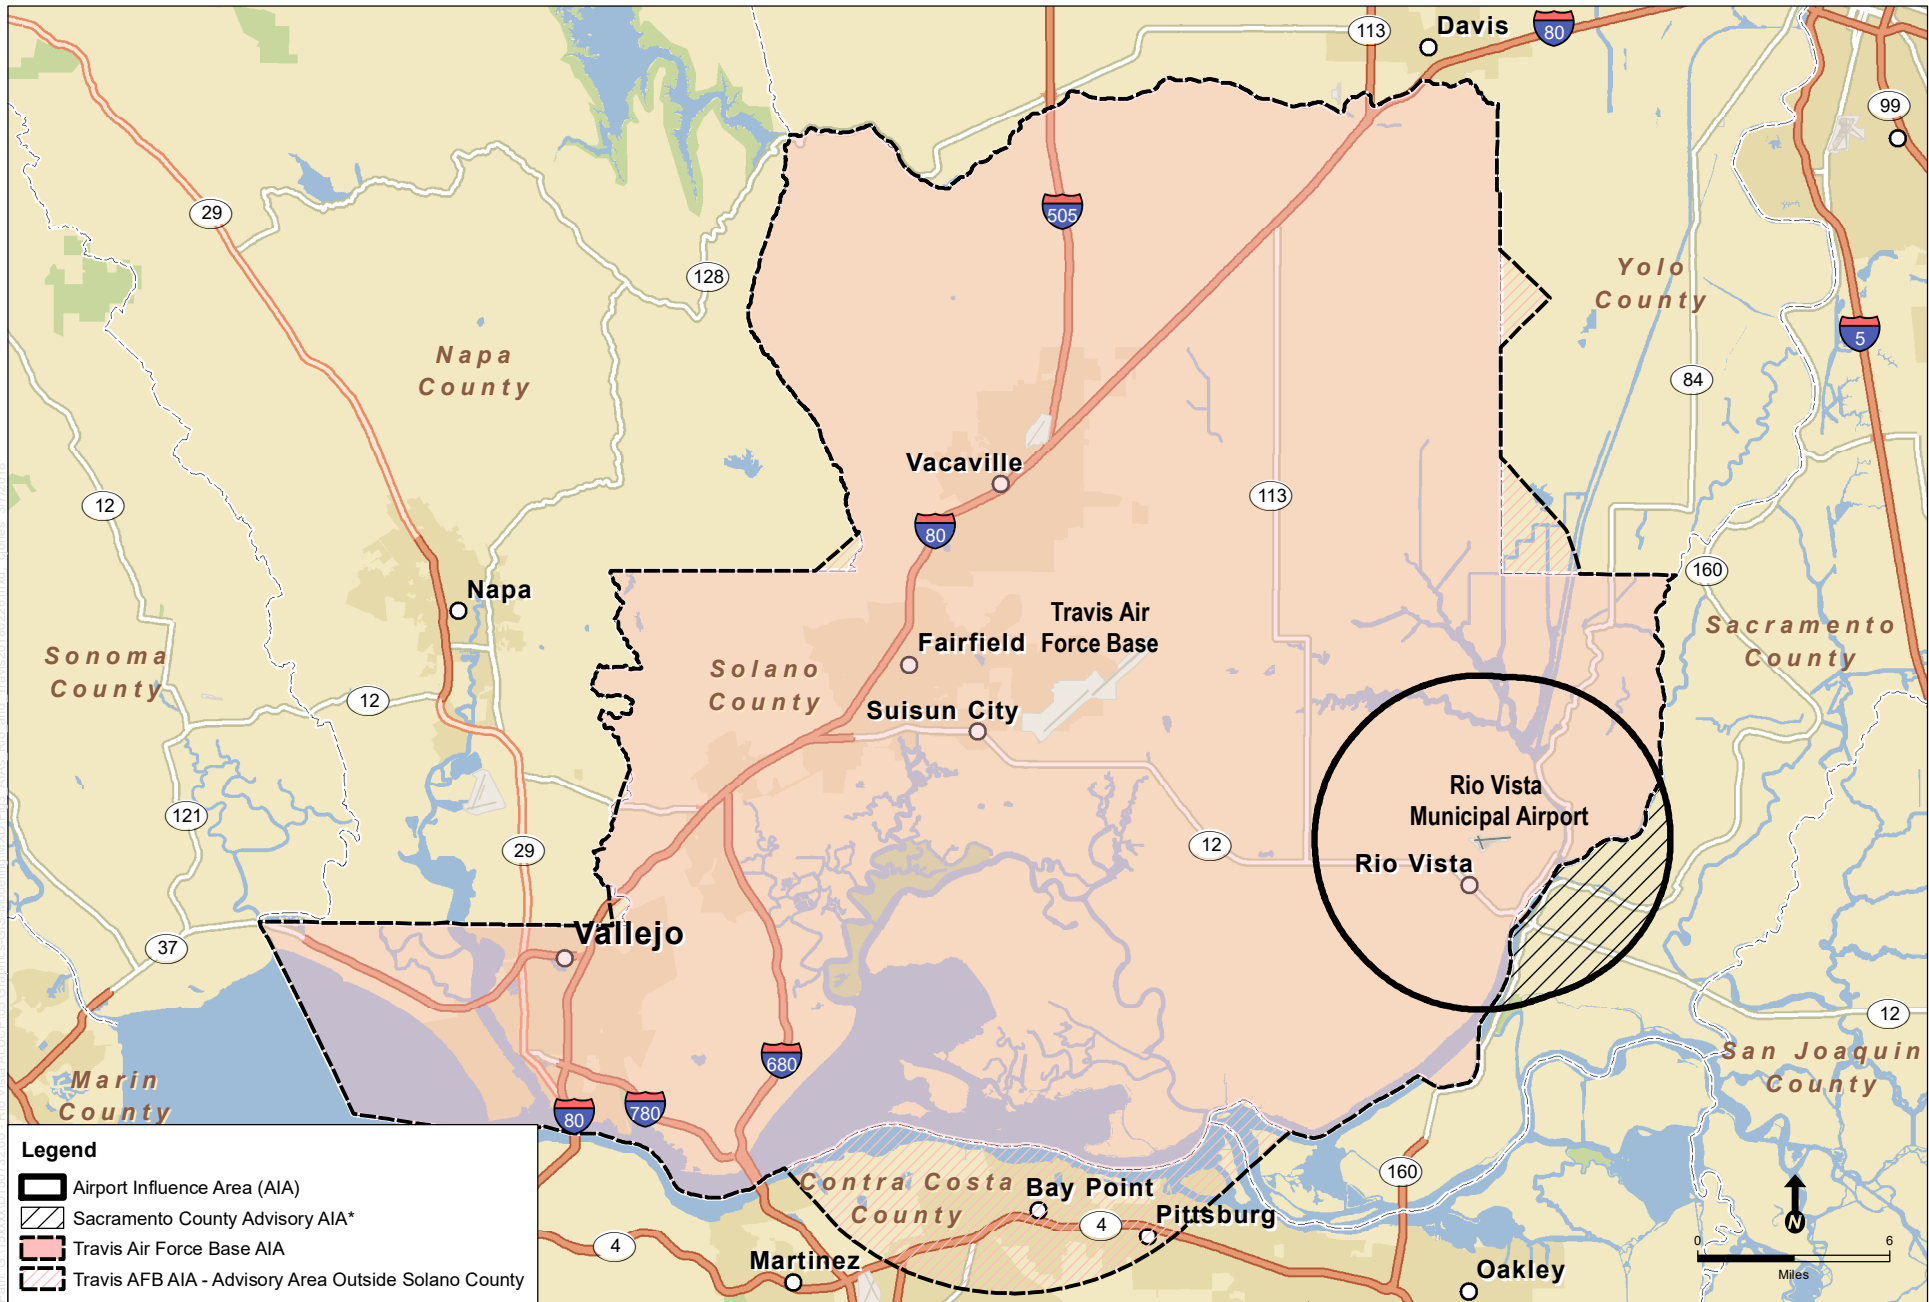 113
Davis
80
99
29
505
128
Yolo
County
5
Napa
County
84
Vacaville
113
12
80
160
Napa
Travis Air
Force Base
Sacramento
County
Fairfield
Sonoma
County
Solano
County
12
Suisun City
Rio Vista
Municipal Airport
121
12
29
Rio Vista
Vallejo
37
12
San Joaquin
County
680
Marin
County
80
780
160
Contra Costa
County
Bay Point
4
Pittsburg
4
Martinez
Oakley
Legend
Airport Influence Area (AIA)
Sacramento County Advisory AIA*
Travis Air Force Base AIA
Travis AFB AIA - Advisory Area Outside Solano County
N
0 6
Miles